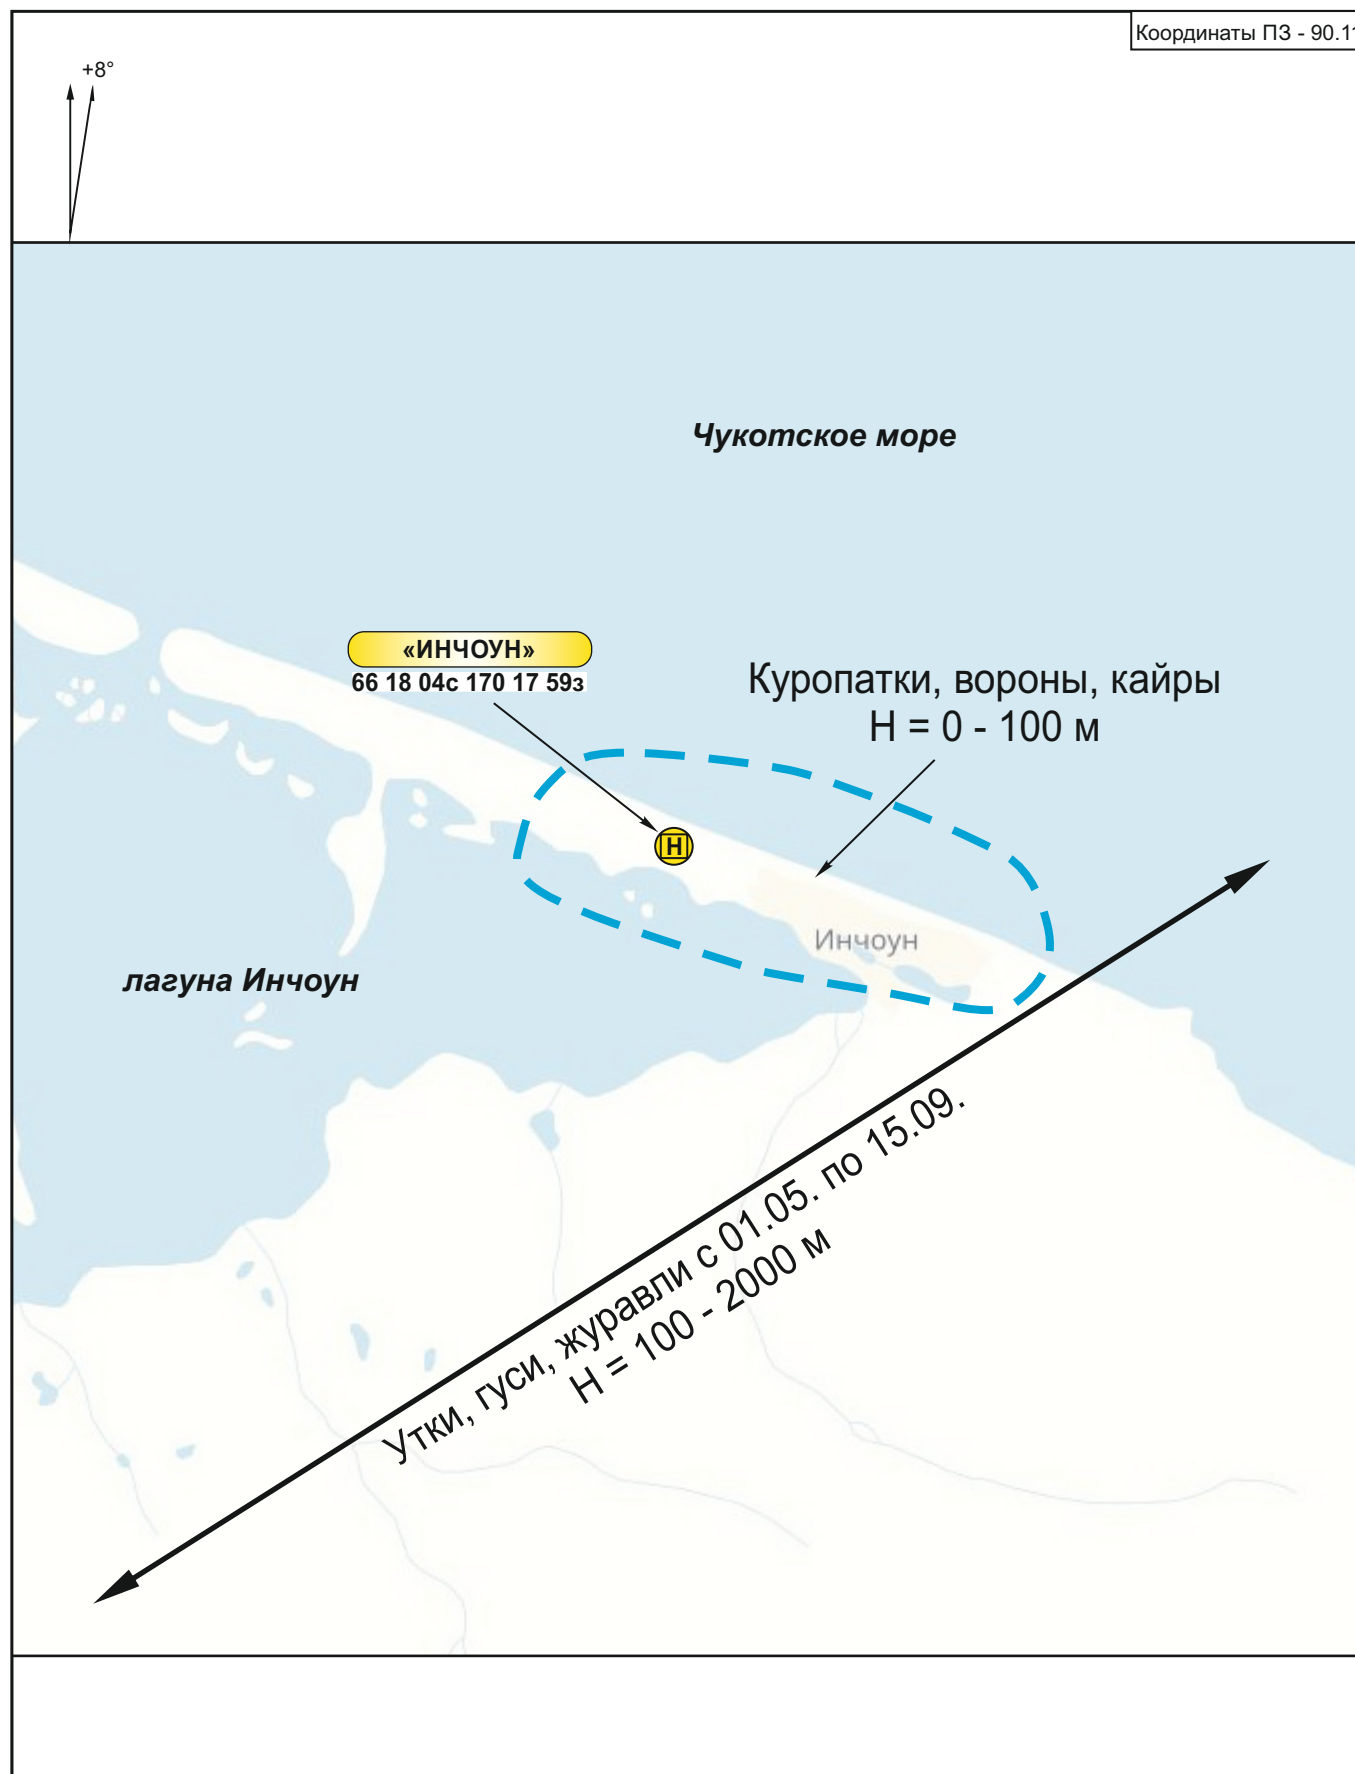 Координаты ПЗ - 90.11
+8°
Чукотское море
«ИНЧОУН»
66 18 04с 170 17 59з
Куропатки, вороны, кайры
Н = 0 - 100 м
H
Инчоун
лагуна Инчоун
Утки, гуси, журавли с 01.05. по 15.09.
Н = 100 - 2000 м